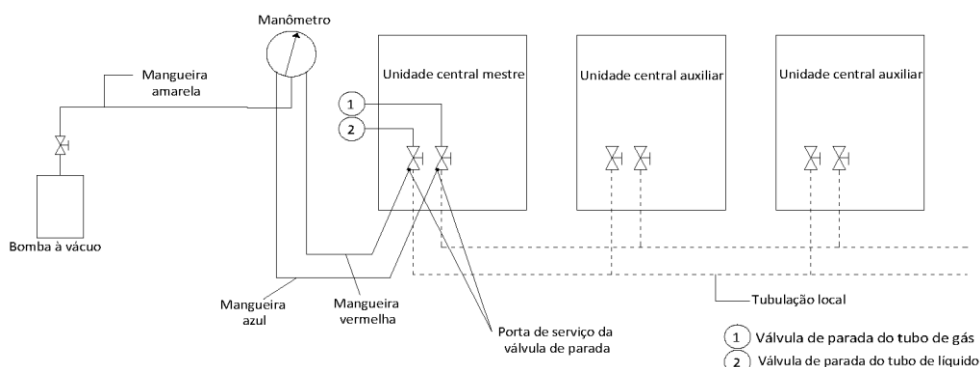 Manômetro
Mangueira
amarela
Unidade central mestre
Unidade central auxiliar
Unidade central auxiliar
1
2
Bomba à vácuo
Mangueira
azul
Mangueira
vermelha
Porta de serviço da
válvula de parada
Tubulação local
1 Válvula de parada do tubo de gás
2 Válvula de parada do tubo de líquido